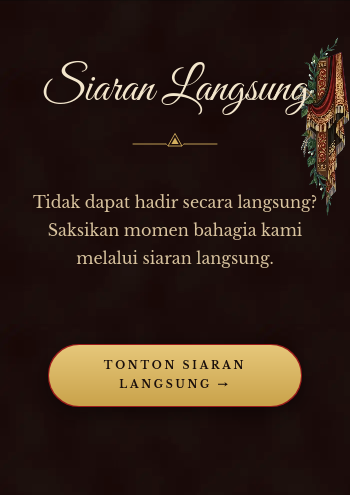 Siaran Langsung
Tidak dapat hadir secara langsung?
Saksikan momen bahagia kami
melalui siaran langsung.
TONTON SIARAN
LANGSUNG →